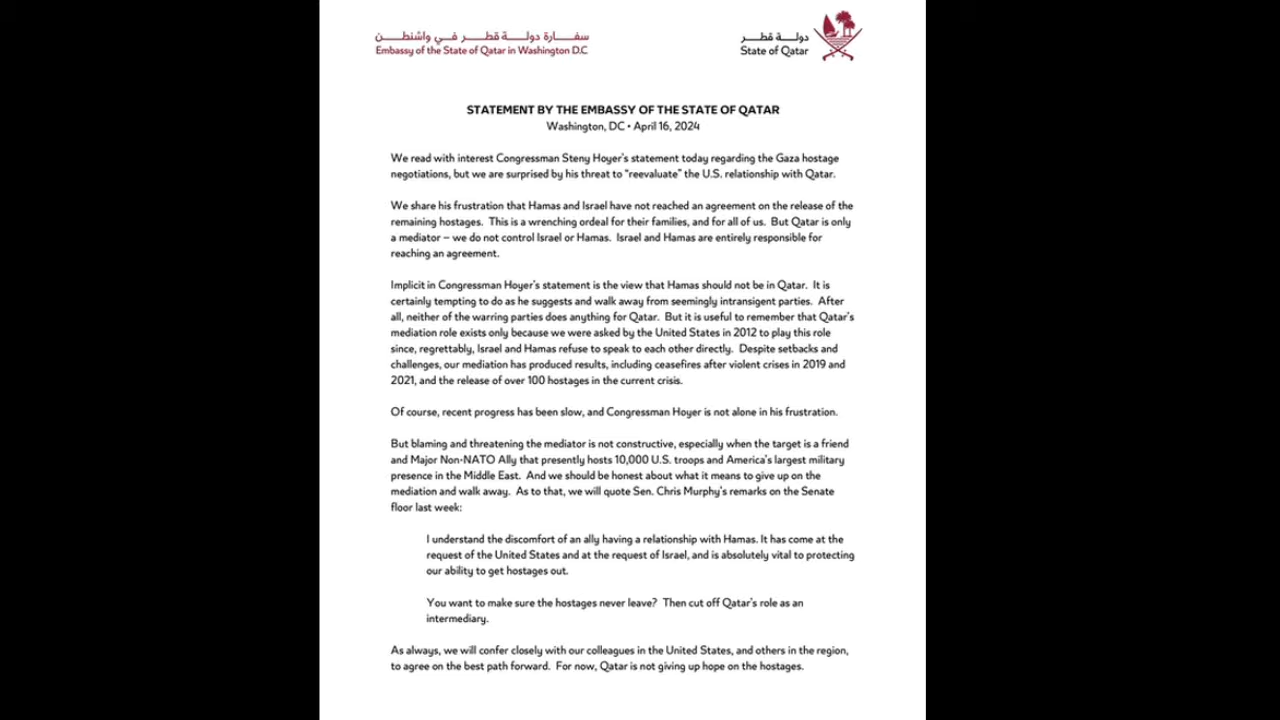 سفـــــارة دولـــــة قطـــــر فـــــي واشنطـــــن
Embassy of the State of Qatar in Washington D.C
دولـــــة قطـــــر
State of Qatar
STATEMENT BY THE EMBASSY OF THE STATE OF QATAR
Washington, DC • April 16, 2024
We read with interest Congressman Steny Hoyer's statement today regarding the Gaza hostage
negotiations, but we are surprised by his threat to "reevaluate" the U.S. relationship with Qatar.
We share his frustration that Hamas and Israel have not reached an agreement on the release of the
remaining hostages. This is a wrenching ordeal for their families, and for all of us. But Qatar is only
a mediator – we do not control Israel or Hamas. Israel and Hamas are entirely responsible for
reaching an agreement.
Implicit in Congressman Hoyer's statement is the view that Hamas should not be in Qatar. It is
certainly tempting to do as he suggests and walk away from seemingly intransigent parties. After
all, neither of the warring parties does anything for Qatar. But it is useful to remember that Qatar's
mediation role exists only because we were asked by the United States in 2012 to play this role
since, regrettably, Israel and Hamas refuse to speak to each other directly. Despite setbacks and
challenges, our mediation has produced results, including ceasefires after violent crises in 2019 and
2021, and the release of over 100 hostages in the current crisis.
Of course, recent progress has been slow, and Congressman Hoyer is not alone in his frustration.
But blaming and threatening the mediator is not constructive, especially when the target is a friend
and Major Non-NATO Ally that presently hosts 10,000 U.S. troops and America's largest military
presence in the Middle East. And we should be honest about what it means to give up on the
mediation and walk away. As to that, we will quote Sen. Chris Murphy's remarks on the Senate
floor last week:
I understand the discomfort of an ally having a relationship with Hamas. It has come at the
request of the United States and at the request of Israel, and is absolutely vital to protecting
our ability to get hostages out.
You want to make sure the hostages never leave? Then cut off Qatar's role as an
intermediary.
As always, we will confer closely with our colleagues in the United States, and others in the region,
to agree on the best path forward. For now, Qatar is not giving up hope on the hostages.